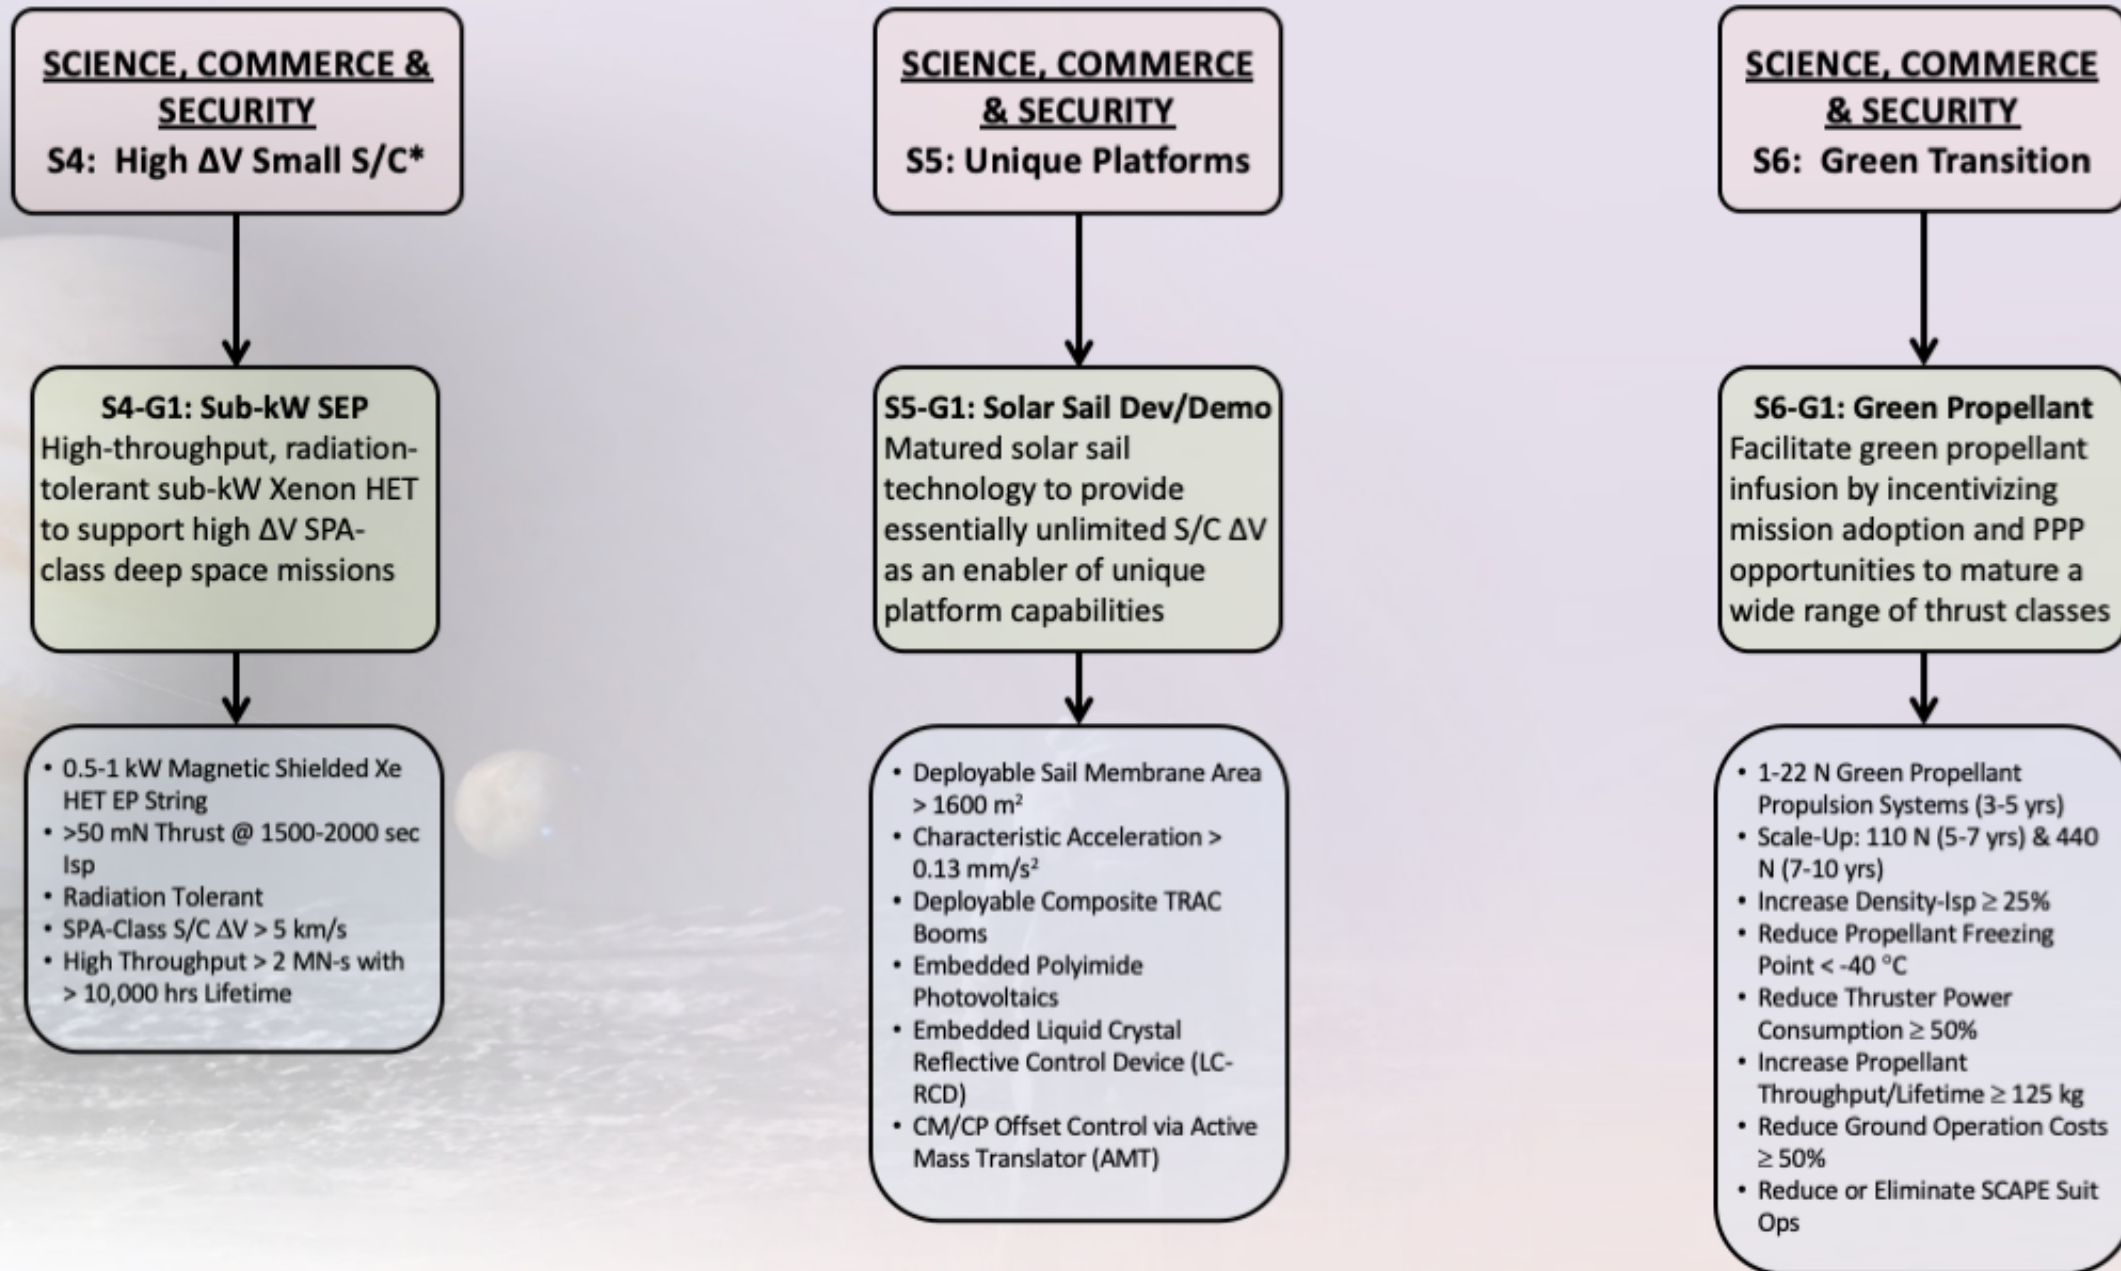 SCIENCE, COMMERCE &
SECURITY
S4:  High ΔV Small S/C*
S4-G1: Sub-kW SEP
High-throughput, radiation-
tolerant sub-kW Xenon HET
to support high ΔV SPA-
class deep space missions
• 0.5-1 kW Magnetic Shielded Xe
HET EP String
• >50 mN Thrust @ 1500-2000 sec
Isp
• Radiation Tolerant
• SPA-Class S/C ΔV > 5 km/s
• High Throughput > 2 MN-s with
> 10,000 hrs Lifetime
SCIENCE, COMMERCE
& SECURITY
S5: Unique Platforms
S5-G1: Solar Sail Dev/Demo
Matured solar sail
technology to provide
essentially unlimited S/C ΔV
as an enabler of unique
platform capabilities
• Deployable Sail Membrane Area
> 1600 m²
• Characteristic Acceleration >
0.13 mm/s²
• Deployable Composite TRAC
Booms
• Embedded Polyimide
Photovoltaics
• Embedded Liquid Crystal
Reflective Control Device (LC-
RCD)
• CM/CP Offset Control via Active
Mass Translator (AMT)
SCIENCE, COMMERCE
& SECURITY
S6:  Green Transition
S6-G1: Green Propellant
Facilitate green propellant
infusion by incentivizing
mission adoption and PPP
opportunities to mature a
wide range of thrust classes
• 1-22 N Green Propellant
Propulsion Systems (3-5 yrs)
• Scale-Up: 110 N (5-7 yrs) & 440
N (7-10 yrs)
• Increase Density-Isp ≥ 25%
• Reduce Propellant Freezing
Point < -40 °C
• Reduce Thruster Power
Consumption ≥ 50%
• Increase Propellant
Throughput/Lifetime ≥ 125 kg
• Reduce Ground Operation Costs
≥ 50%
• Reduce or Eliminate SCAPE Suit
Ops